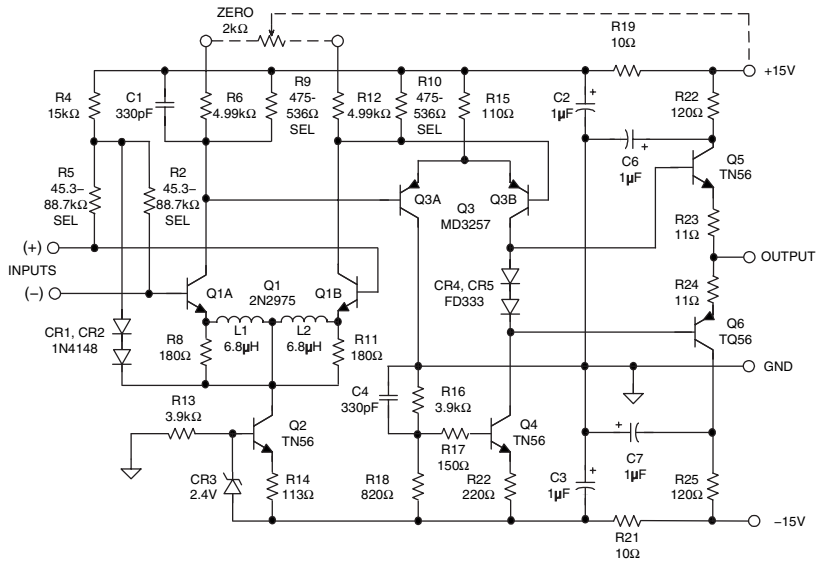 ZERO
2kΩ
R19
10Ω
+15V
R4
15kΩ
C1
330pF
R6
4.99kΩ
R9
475-
536Ω
SEL
R12
4.99kΩ
R10
475-
536Ω
SEL
R15
110Ω
C2
1µF
R22
120Ω
C6
1µF
Q5
TN56
R5
45.3–
88.7kΩ
SEL
R2
45.3–
88.7kΩ
SEL
Q3A
Q3
MD3257
Q3B
R23
11Ω
(+)
INPUTS
(–)
OUTPUT
Q1A
Q1
2N2975
Q1B
CR4, CR5
FD333
R24
11Ω
CR1, CR2
1N4148
R8
180Ω
L1
6.8µH
L2
6.8µH
R11
180Ω
Q6
TQ56
GND
R13
3.9kΩ
C4
330pF
R16
3.9kΩ
Q2
TN56
Q4
TN56
R17
150Ω
CR3
2.4V
R14
113Ω
R18
820Ω
R22
220Ω
C3
1µF
C7
1µF
R25
120Ω
–15V
R21
10Ω
+
+
+
+